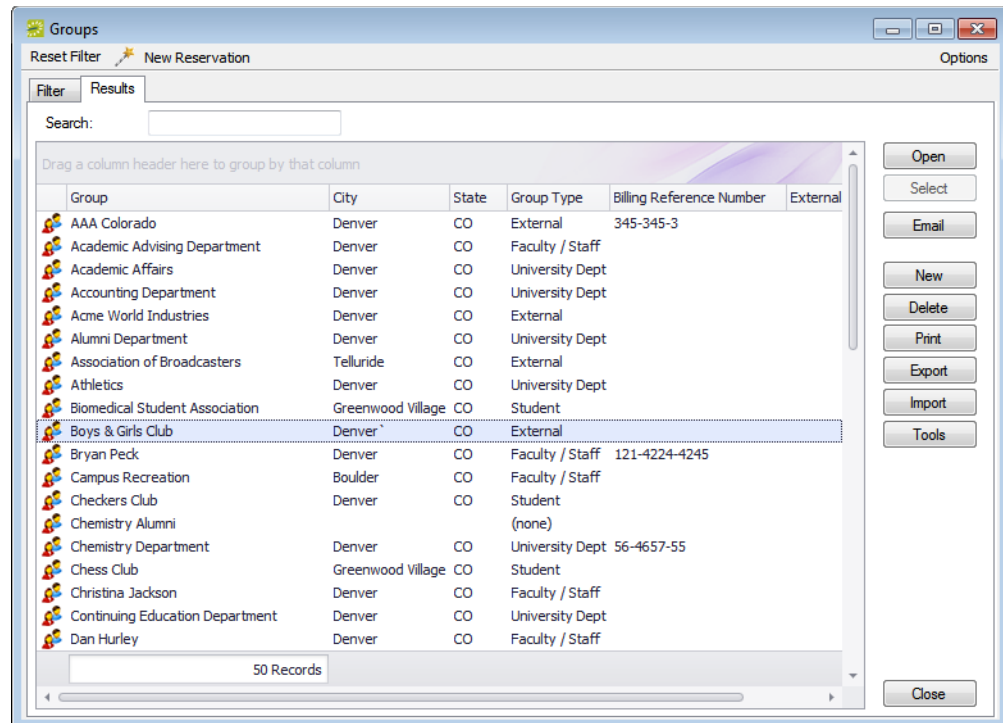 Groups
Reset Filter New Reservation Options
Filter Results
Search:
Drag a column header here to group by that column
Group City State Group Type Billing Reference Number External
AAA Colorado Denver CO External 345-345-3
Academic Advising Department Denver CO Faculty / Staff
Academic Affairs Denver CO University Dept
Accounting Department Denver CO University Dept
Acme World Industries Denver CO External
Alumni Department Denver CO University Dept
Association of Broadcasters Telluride CO External
Athletics Denver CO University Dept
Biomedical Student Association Greenwood Village CO Student
Boys & Girls Club Denver` CO External
Bryan Peck Denver CO Faculty / Staff 121-4224-4245
Campus Recreation Boulder CO Faculty / Staff
Checkers Club Denver CO Student
Chemistry Alumni (none)
Chemistry Department Denver CO University Dept 56-4657-55
Chess Club Greenwood Village CO Student
Christina Jackson Denver CO Faculty / Staff
Continuing Education Department Denver CO University Dept
Dan Hurley Denver CO Faculty / Staff
50 Records
Open
Select
Email
New
Delete
Print
Export
Import
Tools
Close